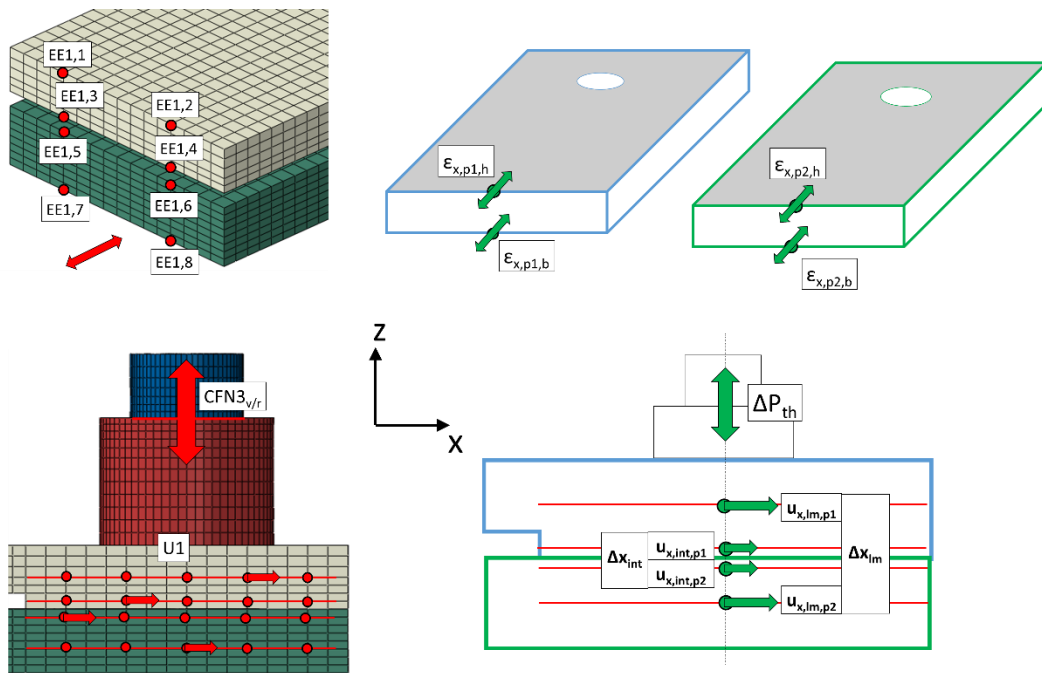 EE1,1
EE1,3
EE1,2
EE1,5
EE1,4
EE1,7
EE1,6
EE1,8
εx,p1,h
εx,p1,b
εx,p2,h
εx,p2,b
CFN3v/r
U1
Z
X
ΔPth
ux,lm,p1
Δxint
ux,int,p1
ux,int,p2
Δxlm
ux,lm,p2